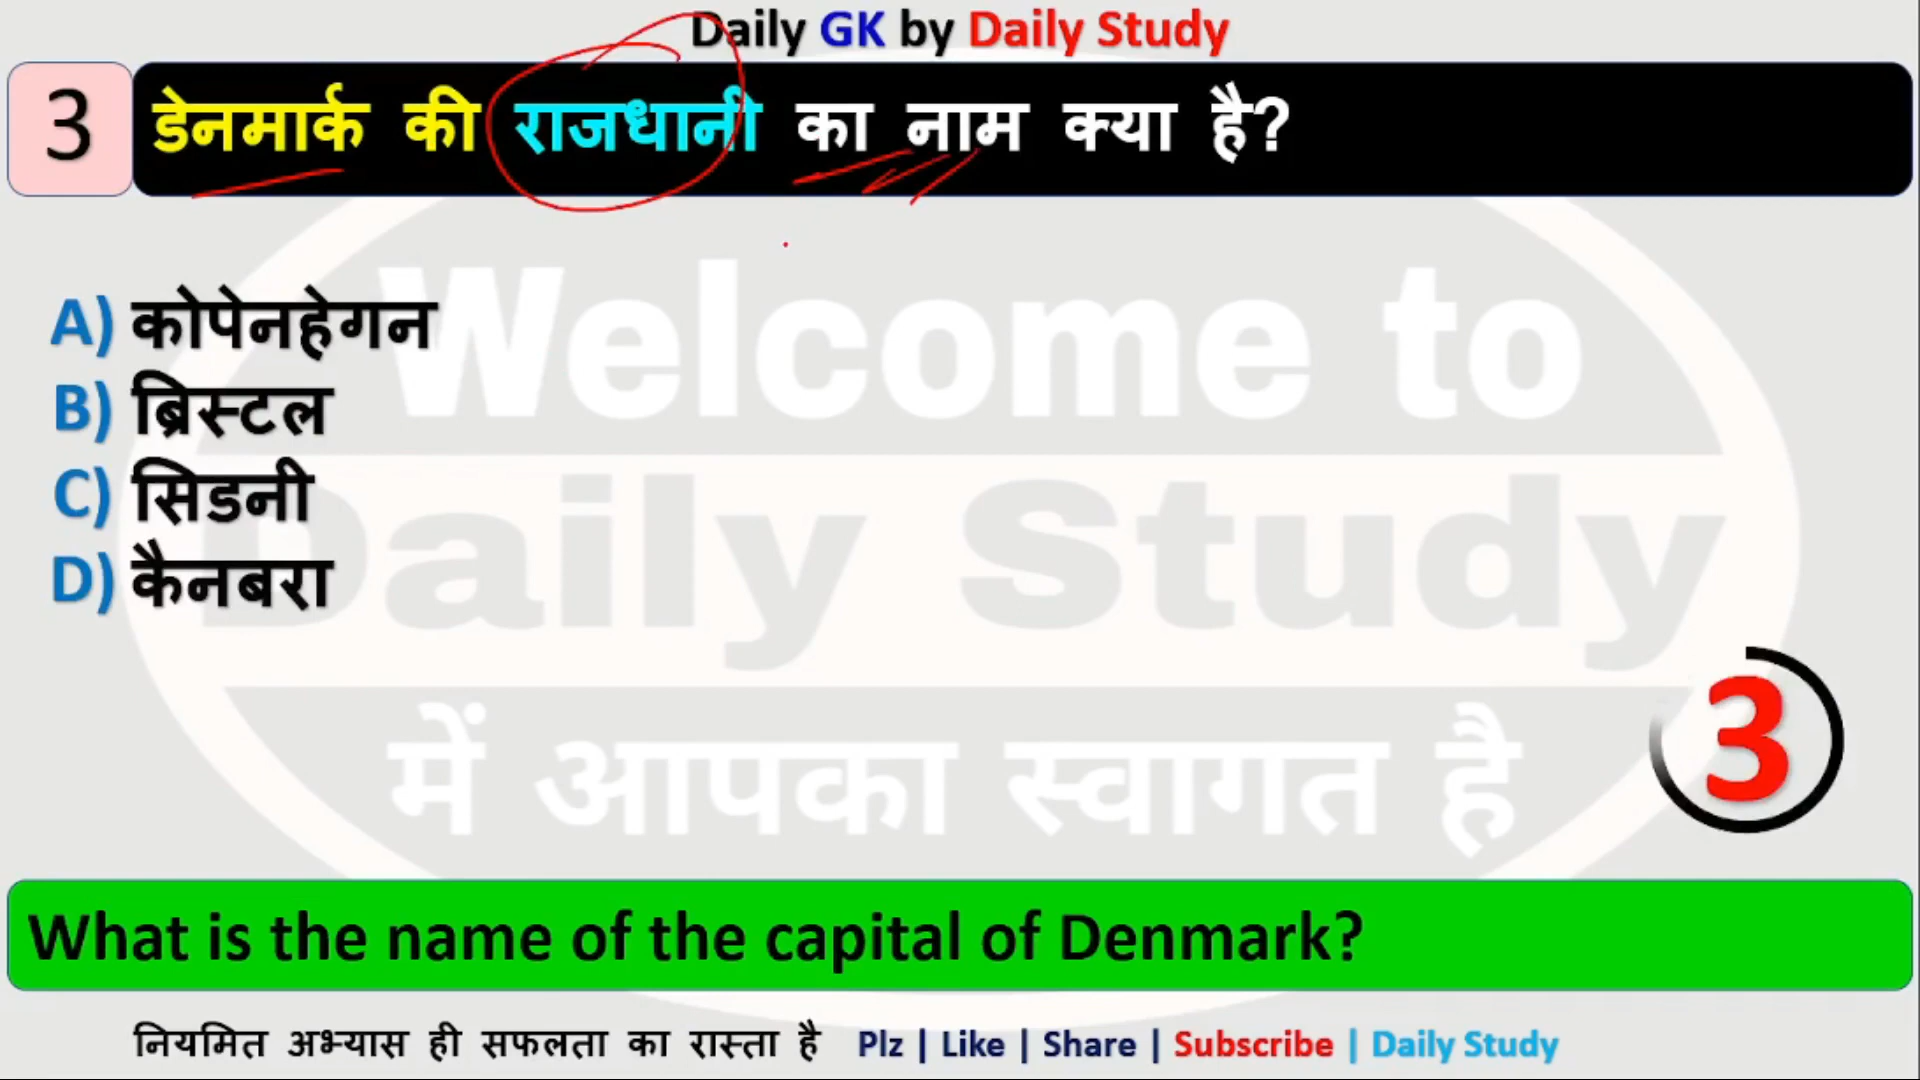 Daily GK by Daily Study
3 डेनमार्क की राजधानी का नाम क्या है?
Welcome to
Daily Study
में आपका स्वागत है
A) कोपेनहेगन
B) ब्रिस्टल
C) सिडनी
D) कैनबरा
3
What is the name of the capital of Denmark?
नियमित अभ्यास ही सफलता का रास्ता है Plz | Like | Share | Subscribe | Daily Study